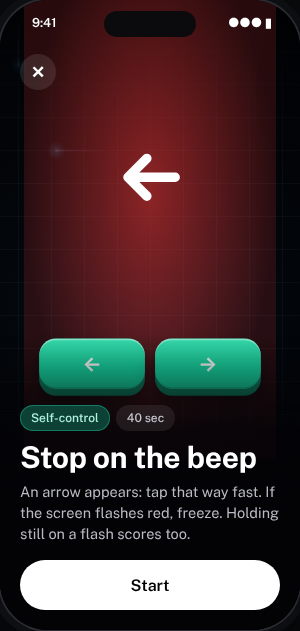 9:41
Self-control
40 sec
Stop on the beep
An arrow appears: tap that way fast. If
the screen flashes red, freeze. Holding
still on a flash scores too.
Start